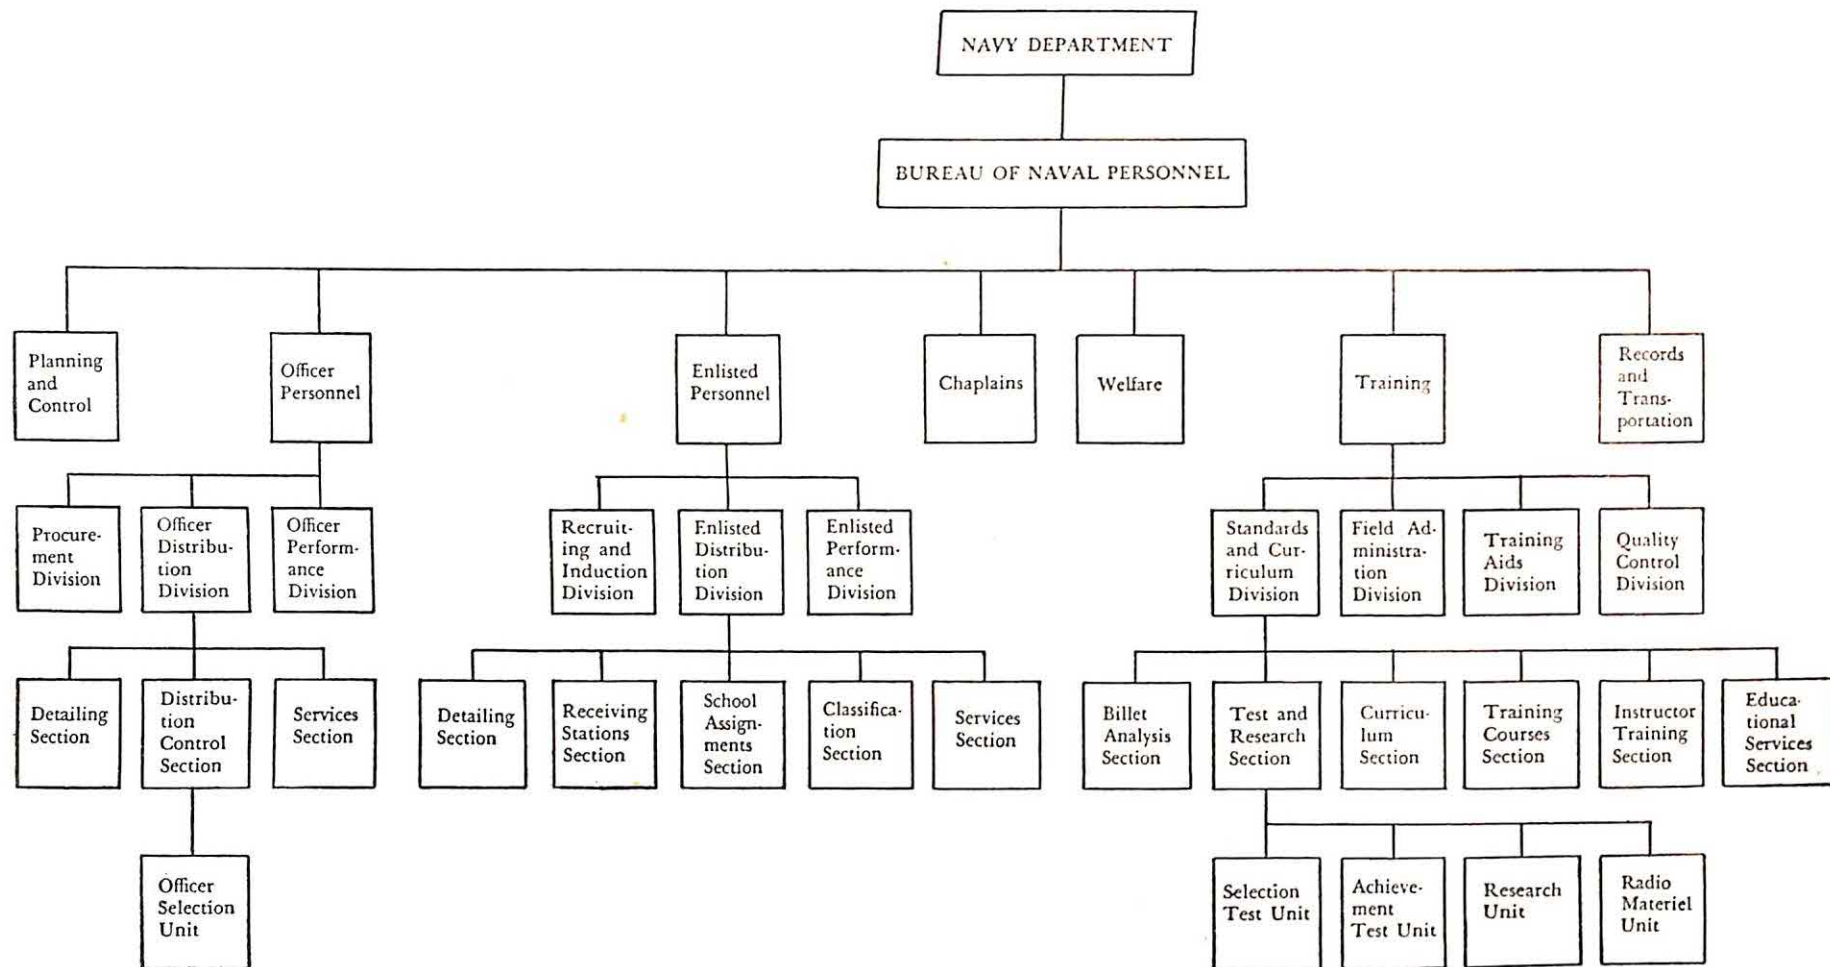 NAVY DEPARTMENT
BUREAU OF NAVAL PERSONNEL
Planning
and
Control
Officer
Personnel
Enlisted
Personnel
Chaplains
Welfare
Training
Records
and
Trans-
portation
Procure-
ment
Division
Officer
Distribu-
tion
Division
Officer
Perform-
ance
Division
Recruit-
ing and
Induction
Division
Enlisted
Distribu-
tion
Division
Enlisted
Perform-
ance
Division
Standards
and Cur-
riculum
Division
Field Ad-
ministra-
tion
Division
Training
Aids
Division
Quality
Control
Division
Detailing
Section
Distribu-
tion
Control
Section
Services
Section
Detailing
Section
Receiving
Stations
Section
School
Assign-
ments
Section
Classifica-
tion
Section
Services
Section
Billet
Analysis
Section
Test and
Research
Section
Curricu-
lum
Section
Training
Courses
Section
Instructor
Training
Section
Educa-
tional
Services
Section
Officer
Selection
Unit
Selection
Test Unit
Achieve-
ment
Test Unit
Research
Unit
Radio
Materiel
Unit